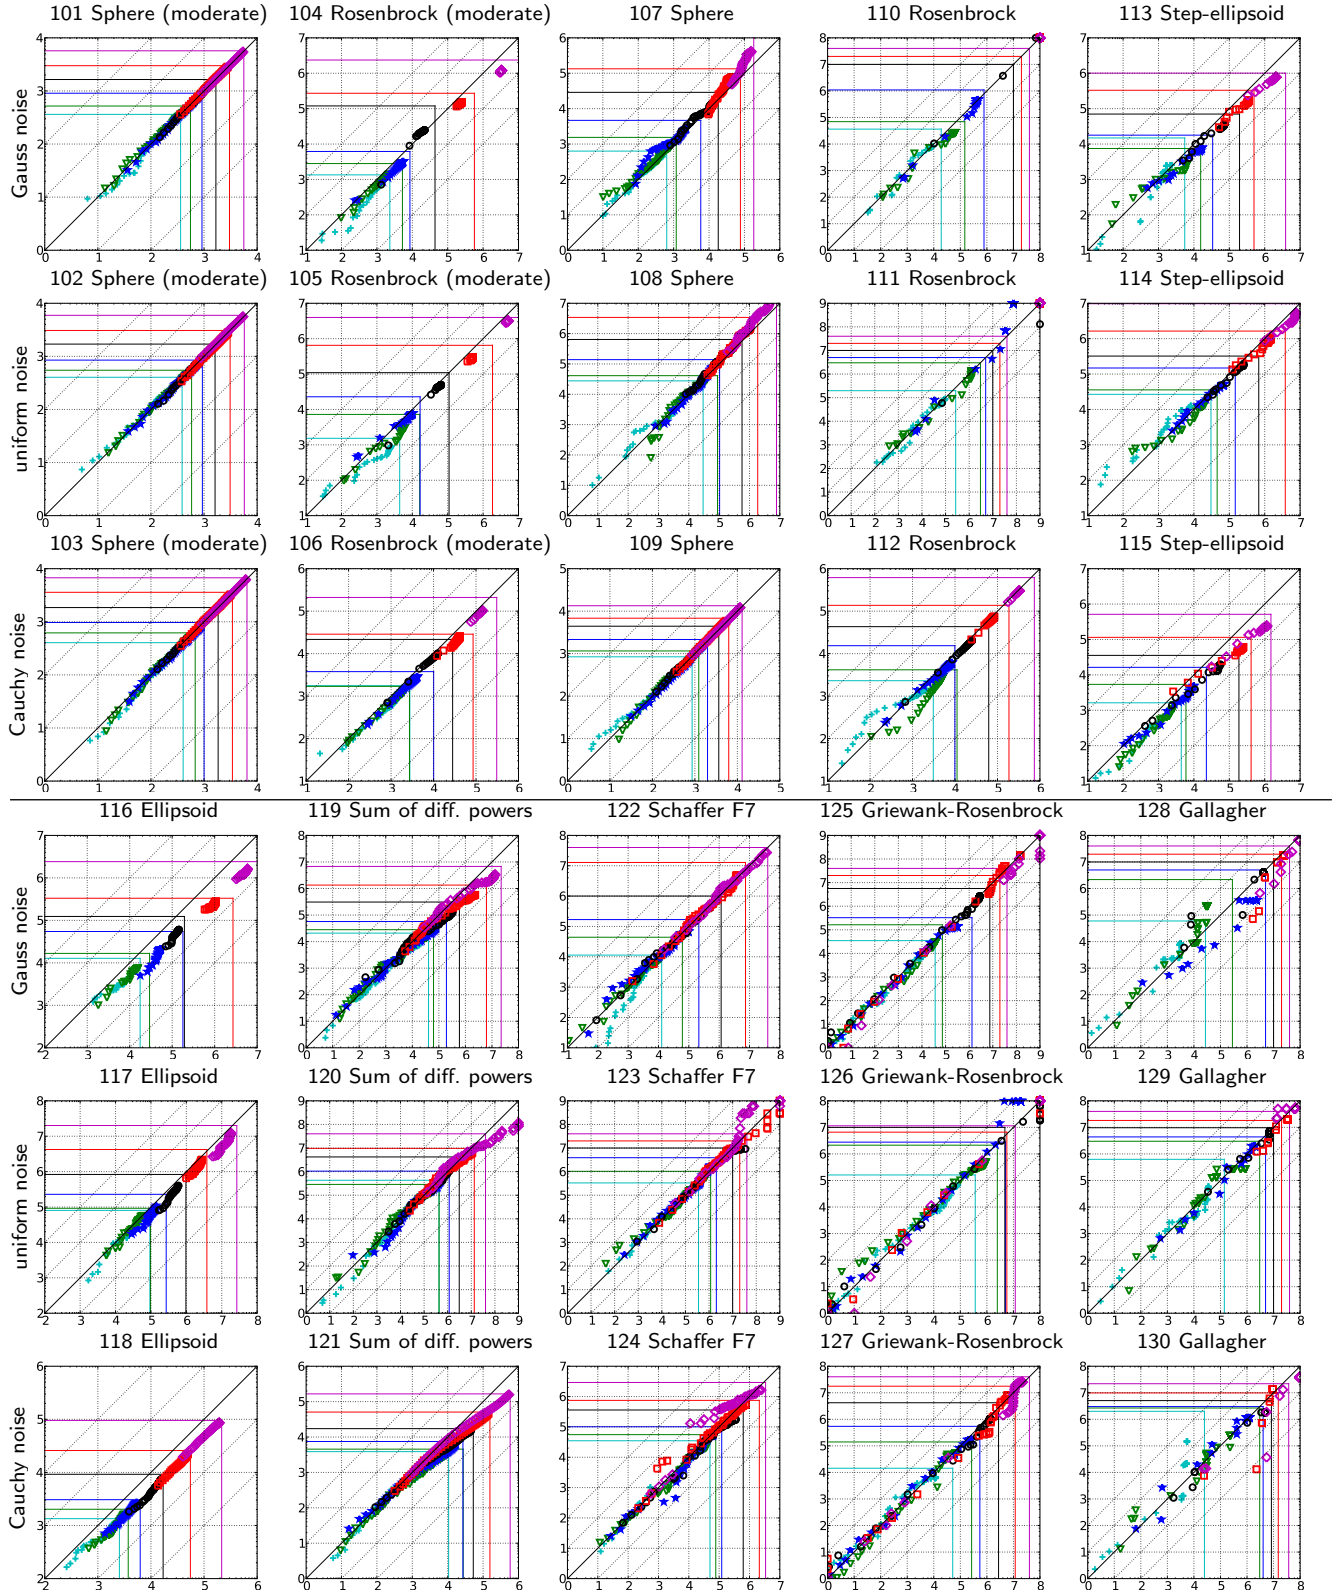 101 Sphere (moderate)
104 Rosenbrock (moderate)
107 Sphere
110 Rosenbrock
113 Step-ellipsoid
Gauss noise
102 Sphere (moderate)
105 Rosenbrock (moderate)
108 Sphere
111 Rosenbrock
114 Step-ellipsoid
uniform noise
103 Sphere (moderate)
106 Rosenbrock (moderate)
109 Sphere
112 Rosenbrock
115 Step-ellipsoid
Cauchy noise
116 Ellipsoid
119 Sum of diff. powers
122 Schaffer F7
125 Griewank-Rosenbrock
128 Gallagher
Gauss noise
117 Ellipsoid
120 Sum of diff. powers
123 Schaffer F7
126 Griewank-Rosenbrock
129 Gallagher
uniform noise
118 Ellipsoid
121 Sum of diff. powers
124 Schaffer F7
127 Griewank-Rosenbrock
130 Gallagher
Cauchy noise